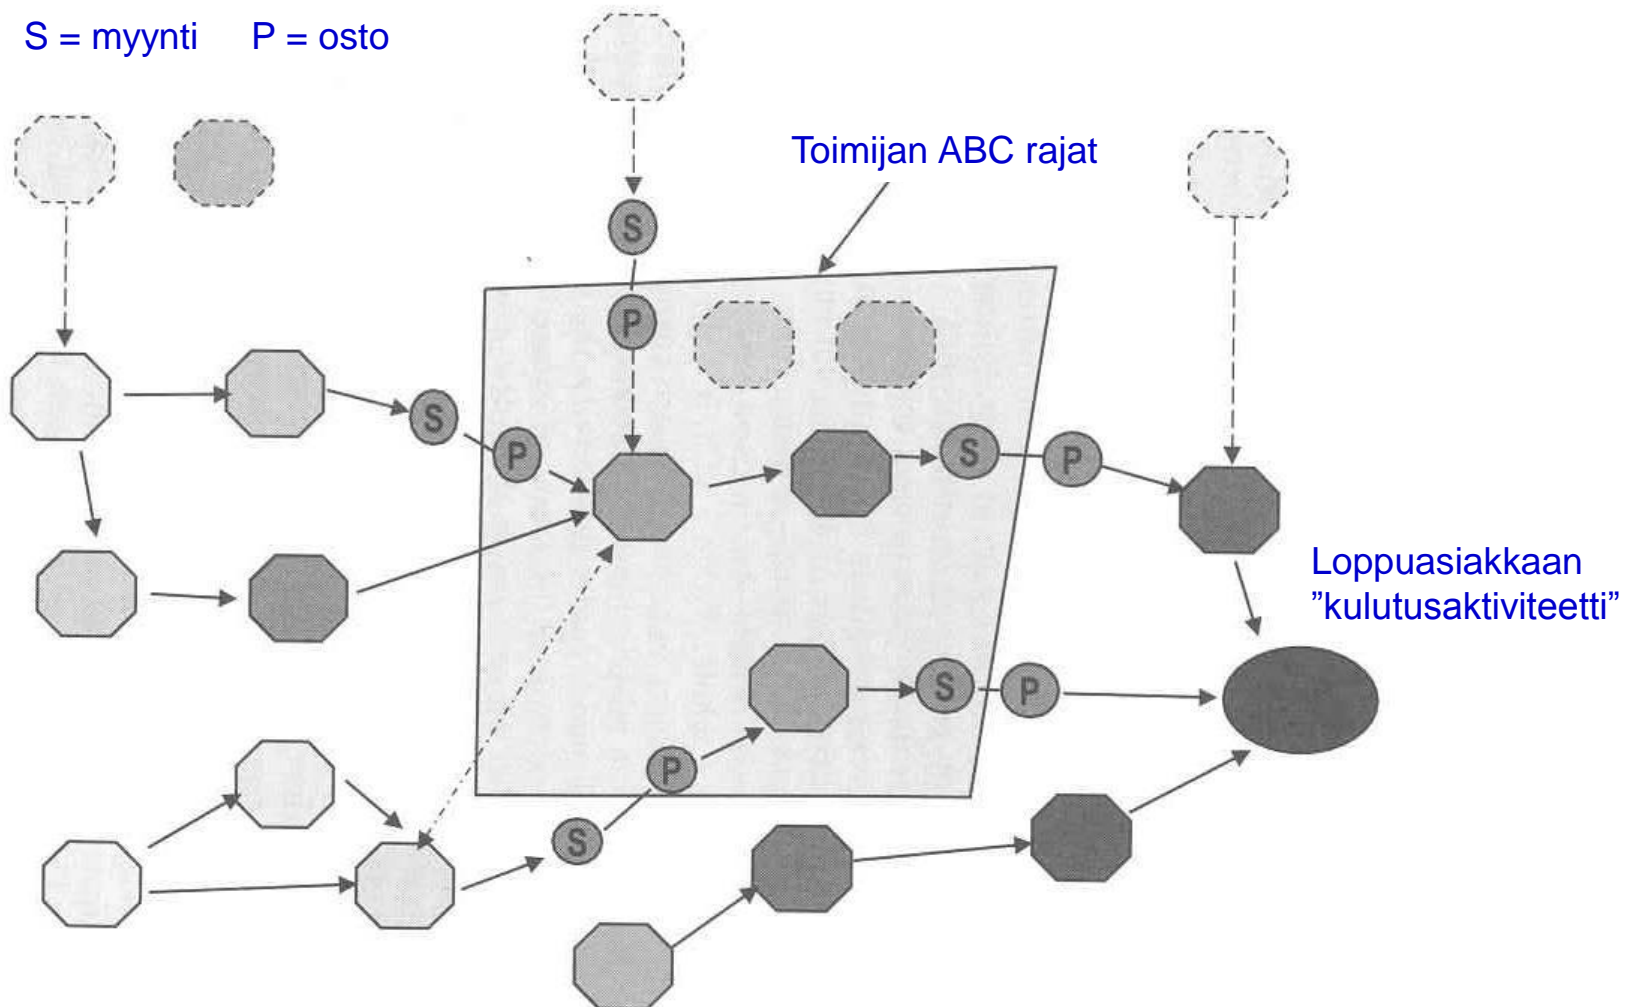 S = myynti P = osto
Toimijan ABC rajat
S
P
S
P
S
P
Loppuasiakkaan
”kulutusaktiviteetti”
S
P
P
S